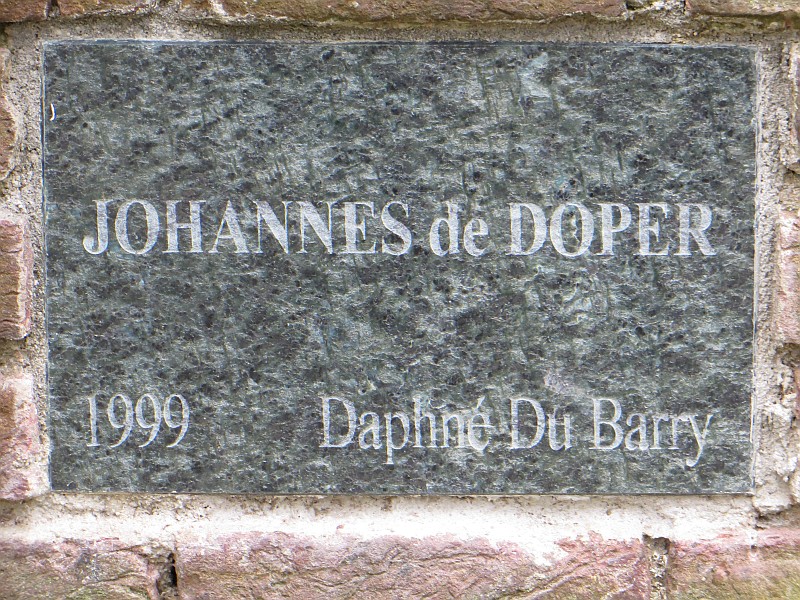 JOHANNES de DOPER
1999 Daphné Du Barry